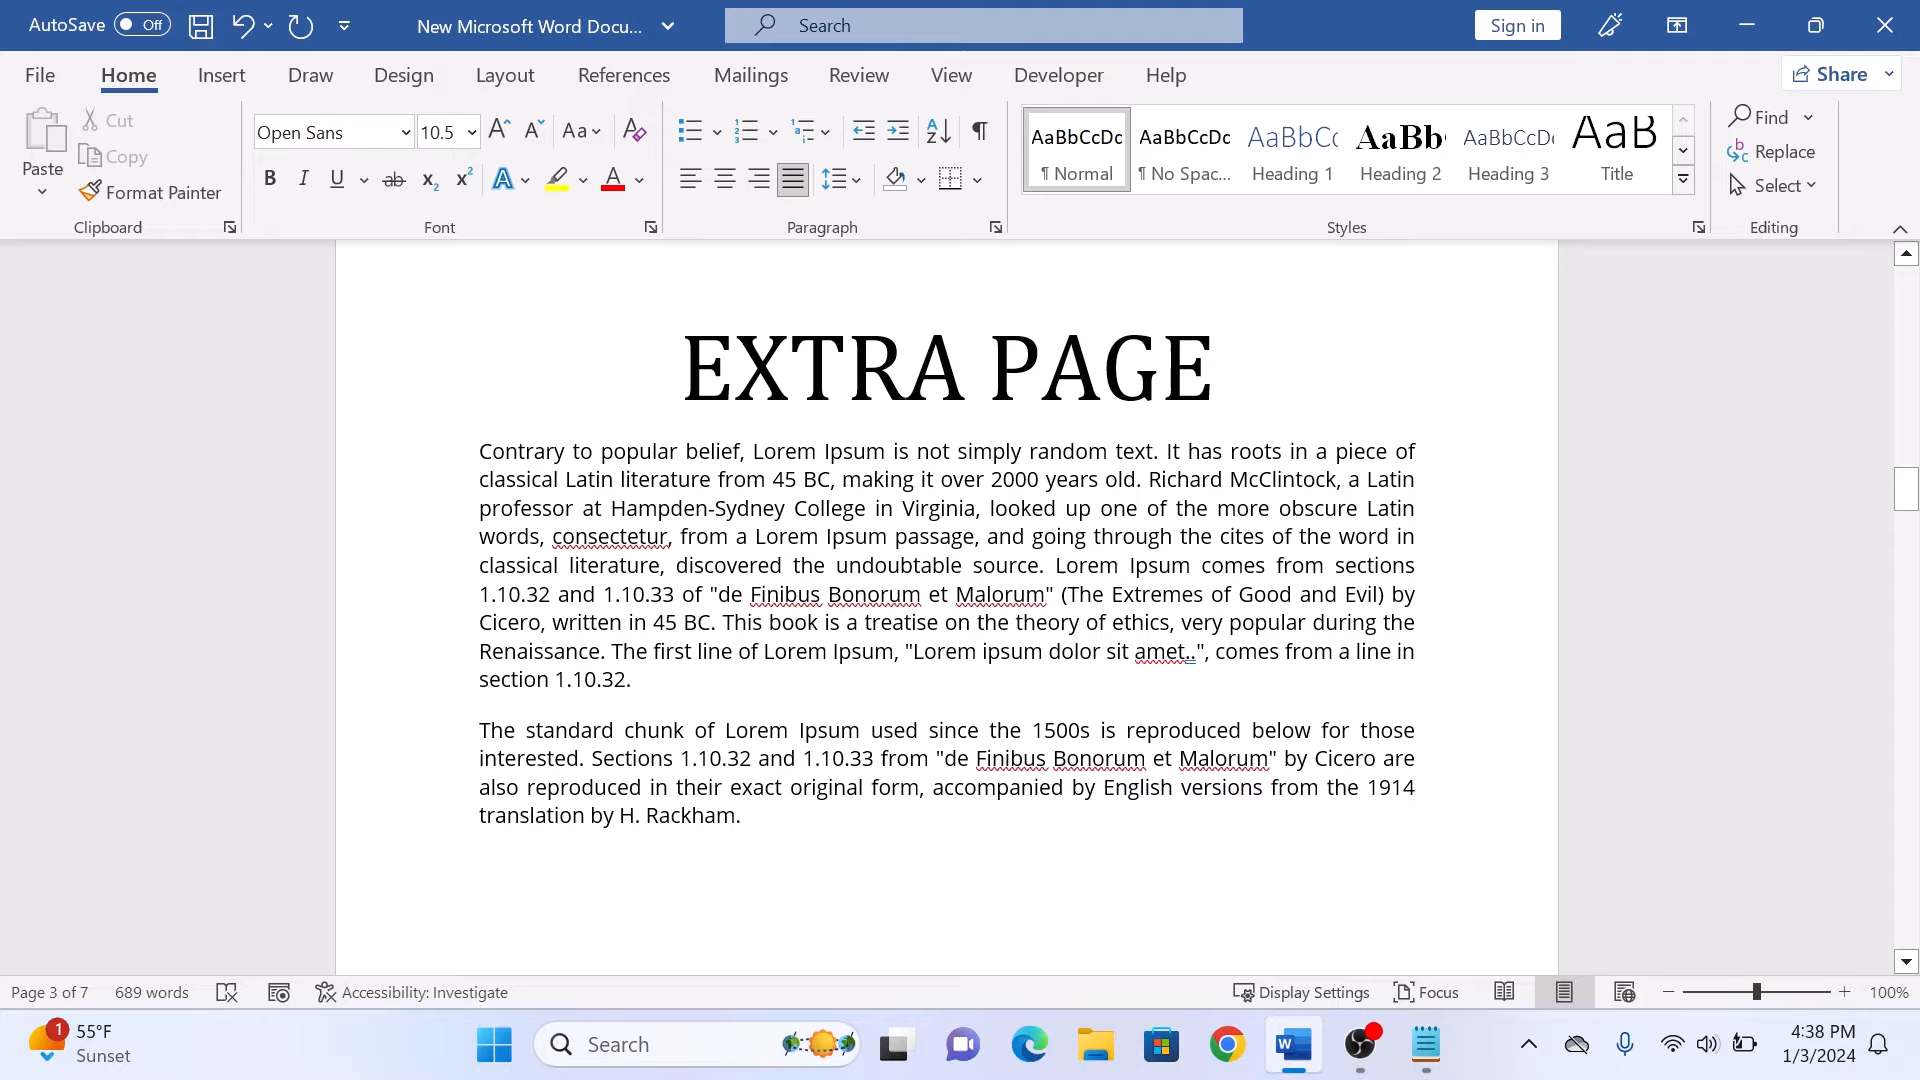 AutoSave Off New Microsoft Word Docu... Search Sign in
File Home Insert Draw Design Layout References Mailings Review View Developer Help Share
Paste Cut Copy Format Painter Clipboard
Open Sans 10.5 Aa
B I U ab x₂ x² A A Font
Paragraph
AaBbCcDc AaBbCcDc AaBbCc AaBb AaBbCcD AaB
¶ Normal ¶ No Spac... Heading 1 Heading 2 Heading 3 Title
Styles
Find
Replace
Select
Editing
EXTRA PAGE
Contrary to popular belief, Lorem Ipsum is not simply random text. It has roots in a piece of
classical Latin literature from 45 BC, making it over 2000 years old. Richard McClintock, a Latin
professor at Hampden-Sydney College in Virginia, looked up one of the more obscure Latin
words, consectetur, from a Lorem Ipsum passage, and going through the cites of the word in
classical literature, discovered the undoubtable source. Lorem Ipsum comes from sections
1.10.32 and 1.10.33 of "de Finibus Bonorum et Malorum" (The Extremes of Good and Evil) by
Cicero, written in 45 BC. This book is a treatise on the theory of ethics, very popular during the
Renaissance. The first line of Lorem Ipsum, "Lorem ipsum dolor sit amet..", comes from a line in
section 1.10.32.
The standard chunk of Lorem Ipsum used since the 1500s is reproduced below for those
interested. Sections 1.10.32 and 1.10.33 from "de Finibus Bonorum et Malorum" by Cicero are
also reproduced in their exact original form, accompanied by English versions from the 1914
translation by H. Rackham.
Page 3 of 7 689 words Accessibility: Investigate Display Settings Focus 100%
1 55°F
Sunset
Search
4:38 PM
1/3/2024